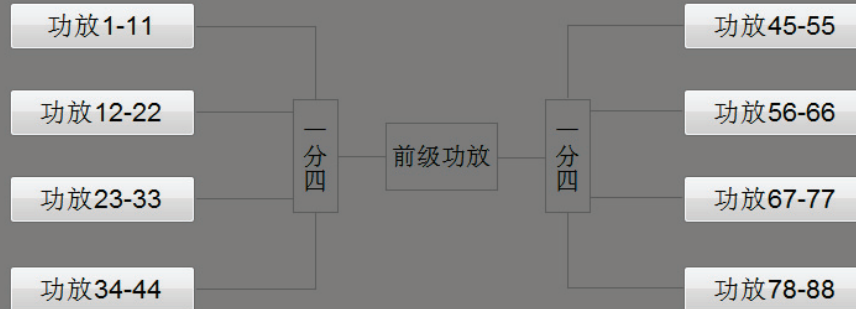 功放1-11
功放12-22
功放23-33
功放34-44
一分四
前级功放
一分四
功放45-55
功放56-66
功放67-77
功放78-88